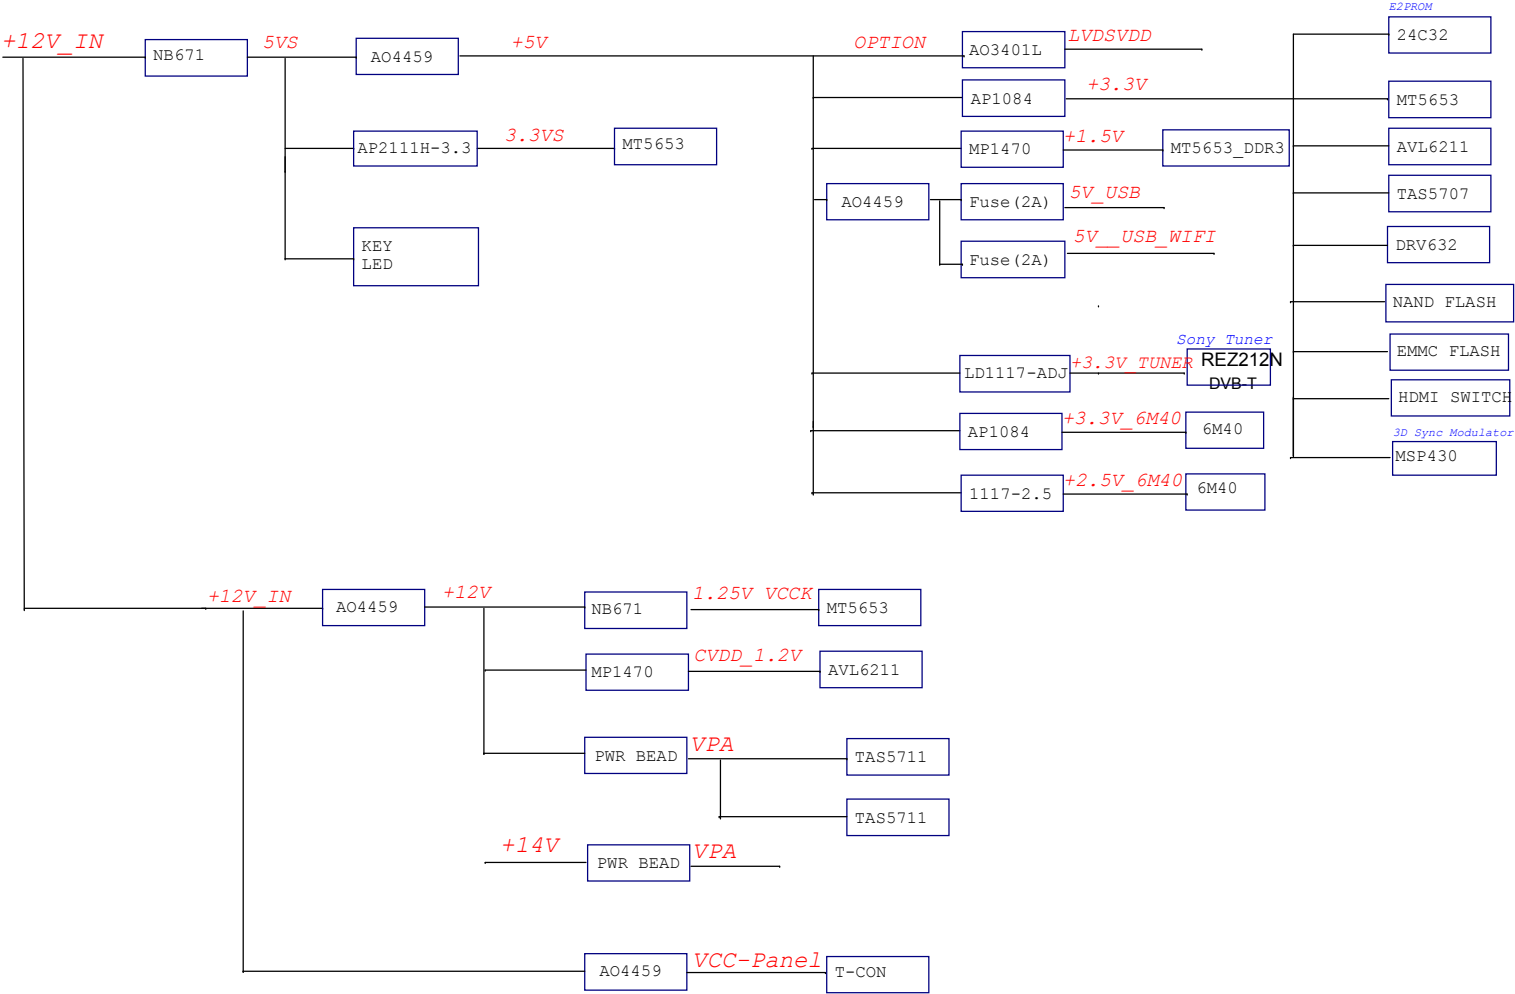 E2PROM
+12V_IN
NB671
5VS
AO4459
+5V
OPTION
AO3401L
LVDSVDD
24C32
AP1084
+3.3V
MT5653
AP2111H-3.3
3.3VS
MT5653
MP1470
+1.5V
MT5653_DDR3
AVL6211
AO4459
Fuse(2A)
5V_USB
TAS5707
KEY
LED
Fuse(2A)
5V__USB_WIFI
DRV632
NAND FLASH
Sony Tuner
LD1117-ADJ
+3.3V_TUNER
REZ212N
DVB-T
EMMC FLASH
HDMI SWITCH
AP1084
+3.3V_6M40
6M40
3D Sync Modulator
MSP430
1117-2.5
+2.5V_6M40
6M40
+12V_IN
AO4459
+12V
NB671
1.25V VCCK
MT5653
MP1470
CVDD_1.2V
AVL6211
PWR BEAD
VPA
TAS5711
TAS5711
+14V
PWR BEAD
VPA
AO4459
VCC-Panel
T-CON